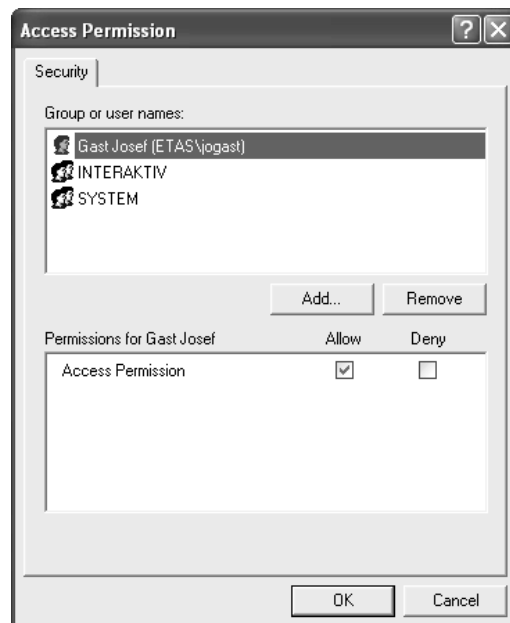 Access Permission
Security
Group or user names:
Gast Josef (ETAS\jogast)
INTERAKTIV
SYSTEM
Add... Remove
Permissions for Gast Josef Allow Deny
Access Permission
OK Cancel